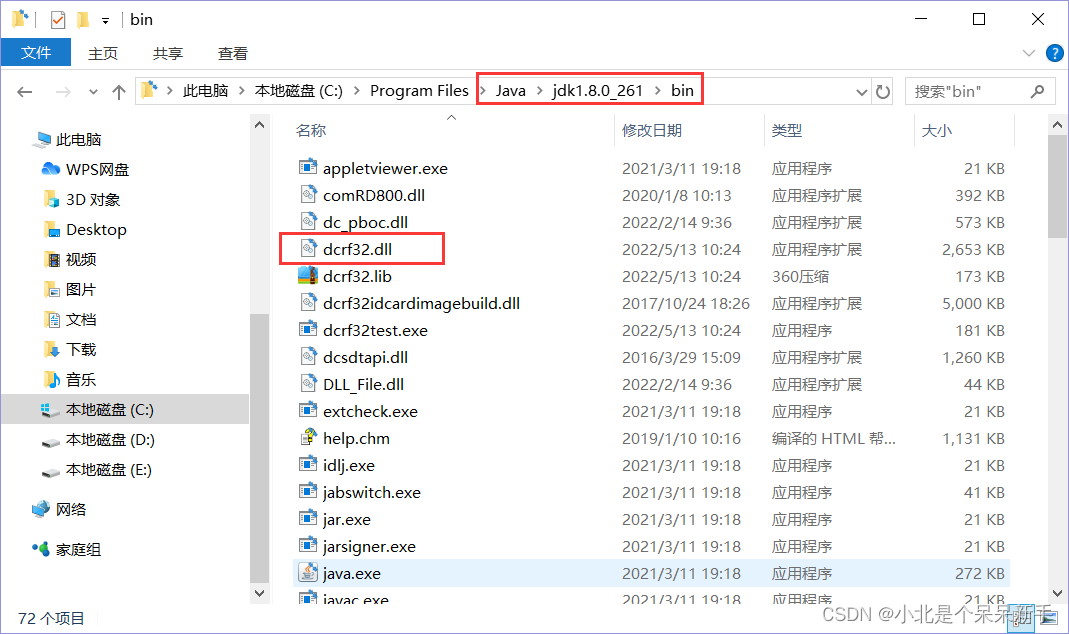 bin
文件 主页 共享 查看
此电脑 本地磁盘 (C:) Program Files Java jdk1.8.0_261 bin 搜索"bin"
名称 修改日期 类型 大小
此电脑
WPS网盘
3D 对象
Desktop
视频
图片
文档
下载
音乐
本地磁盘 (C:)
本地磁盘 (D:)
本地磁盘 (E:)
网络
家庭组
appletviewer.exe 2021/3/11 19:18 应用程序 21 KB
comRD800.dll 2020/1/8 10:13 应用程序扩展 392 KB
dc_pboc.dll 2022/2/14 9:36 应用程序扩展 573 KB
dcrf32.dll 2022/5/13 10:24 应用程序扩展 2,653 KB
dcrf32.lib 2022/5/13 10:24 360压缩 173 KB
dcrf32idcardimagebuild.dll 2017/10/24 18:26 应用程序扩展 5,000 KB
dcrf32test.exe 2022/5/13 10:24 应用程序 181 KB
dcsdtapi.dll 2016/3/29 15:09 应用程序扩展 1,260 KB
DLL_File.dll 2022/2/14 9:36 应用程序扩展 44 KB
extcheck.exe 2021/3/11 19:18 应用程序 21 KB
help.chm 2019/1/10 10:16 编译的 HTML 帮... 1,131 KB
idlj.exe 2021/3/11 19:18 应用程序 21 KB
jabswitch.exe 2021/3/11 19:18 应用程序 41 KB
jar.exe 2021/3/11 19:18 应用程序 21 KB
jarsigner.exe 2021/3/11 19:18 应用程序 21 KB
java.exe 2021/3/11 19:18 应用程序 272 KB
javac.exe 2021/3/11 19:18 应用程序 21 KB
72 个项目
CSDN @小北是个呆呆新手